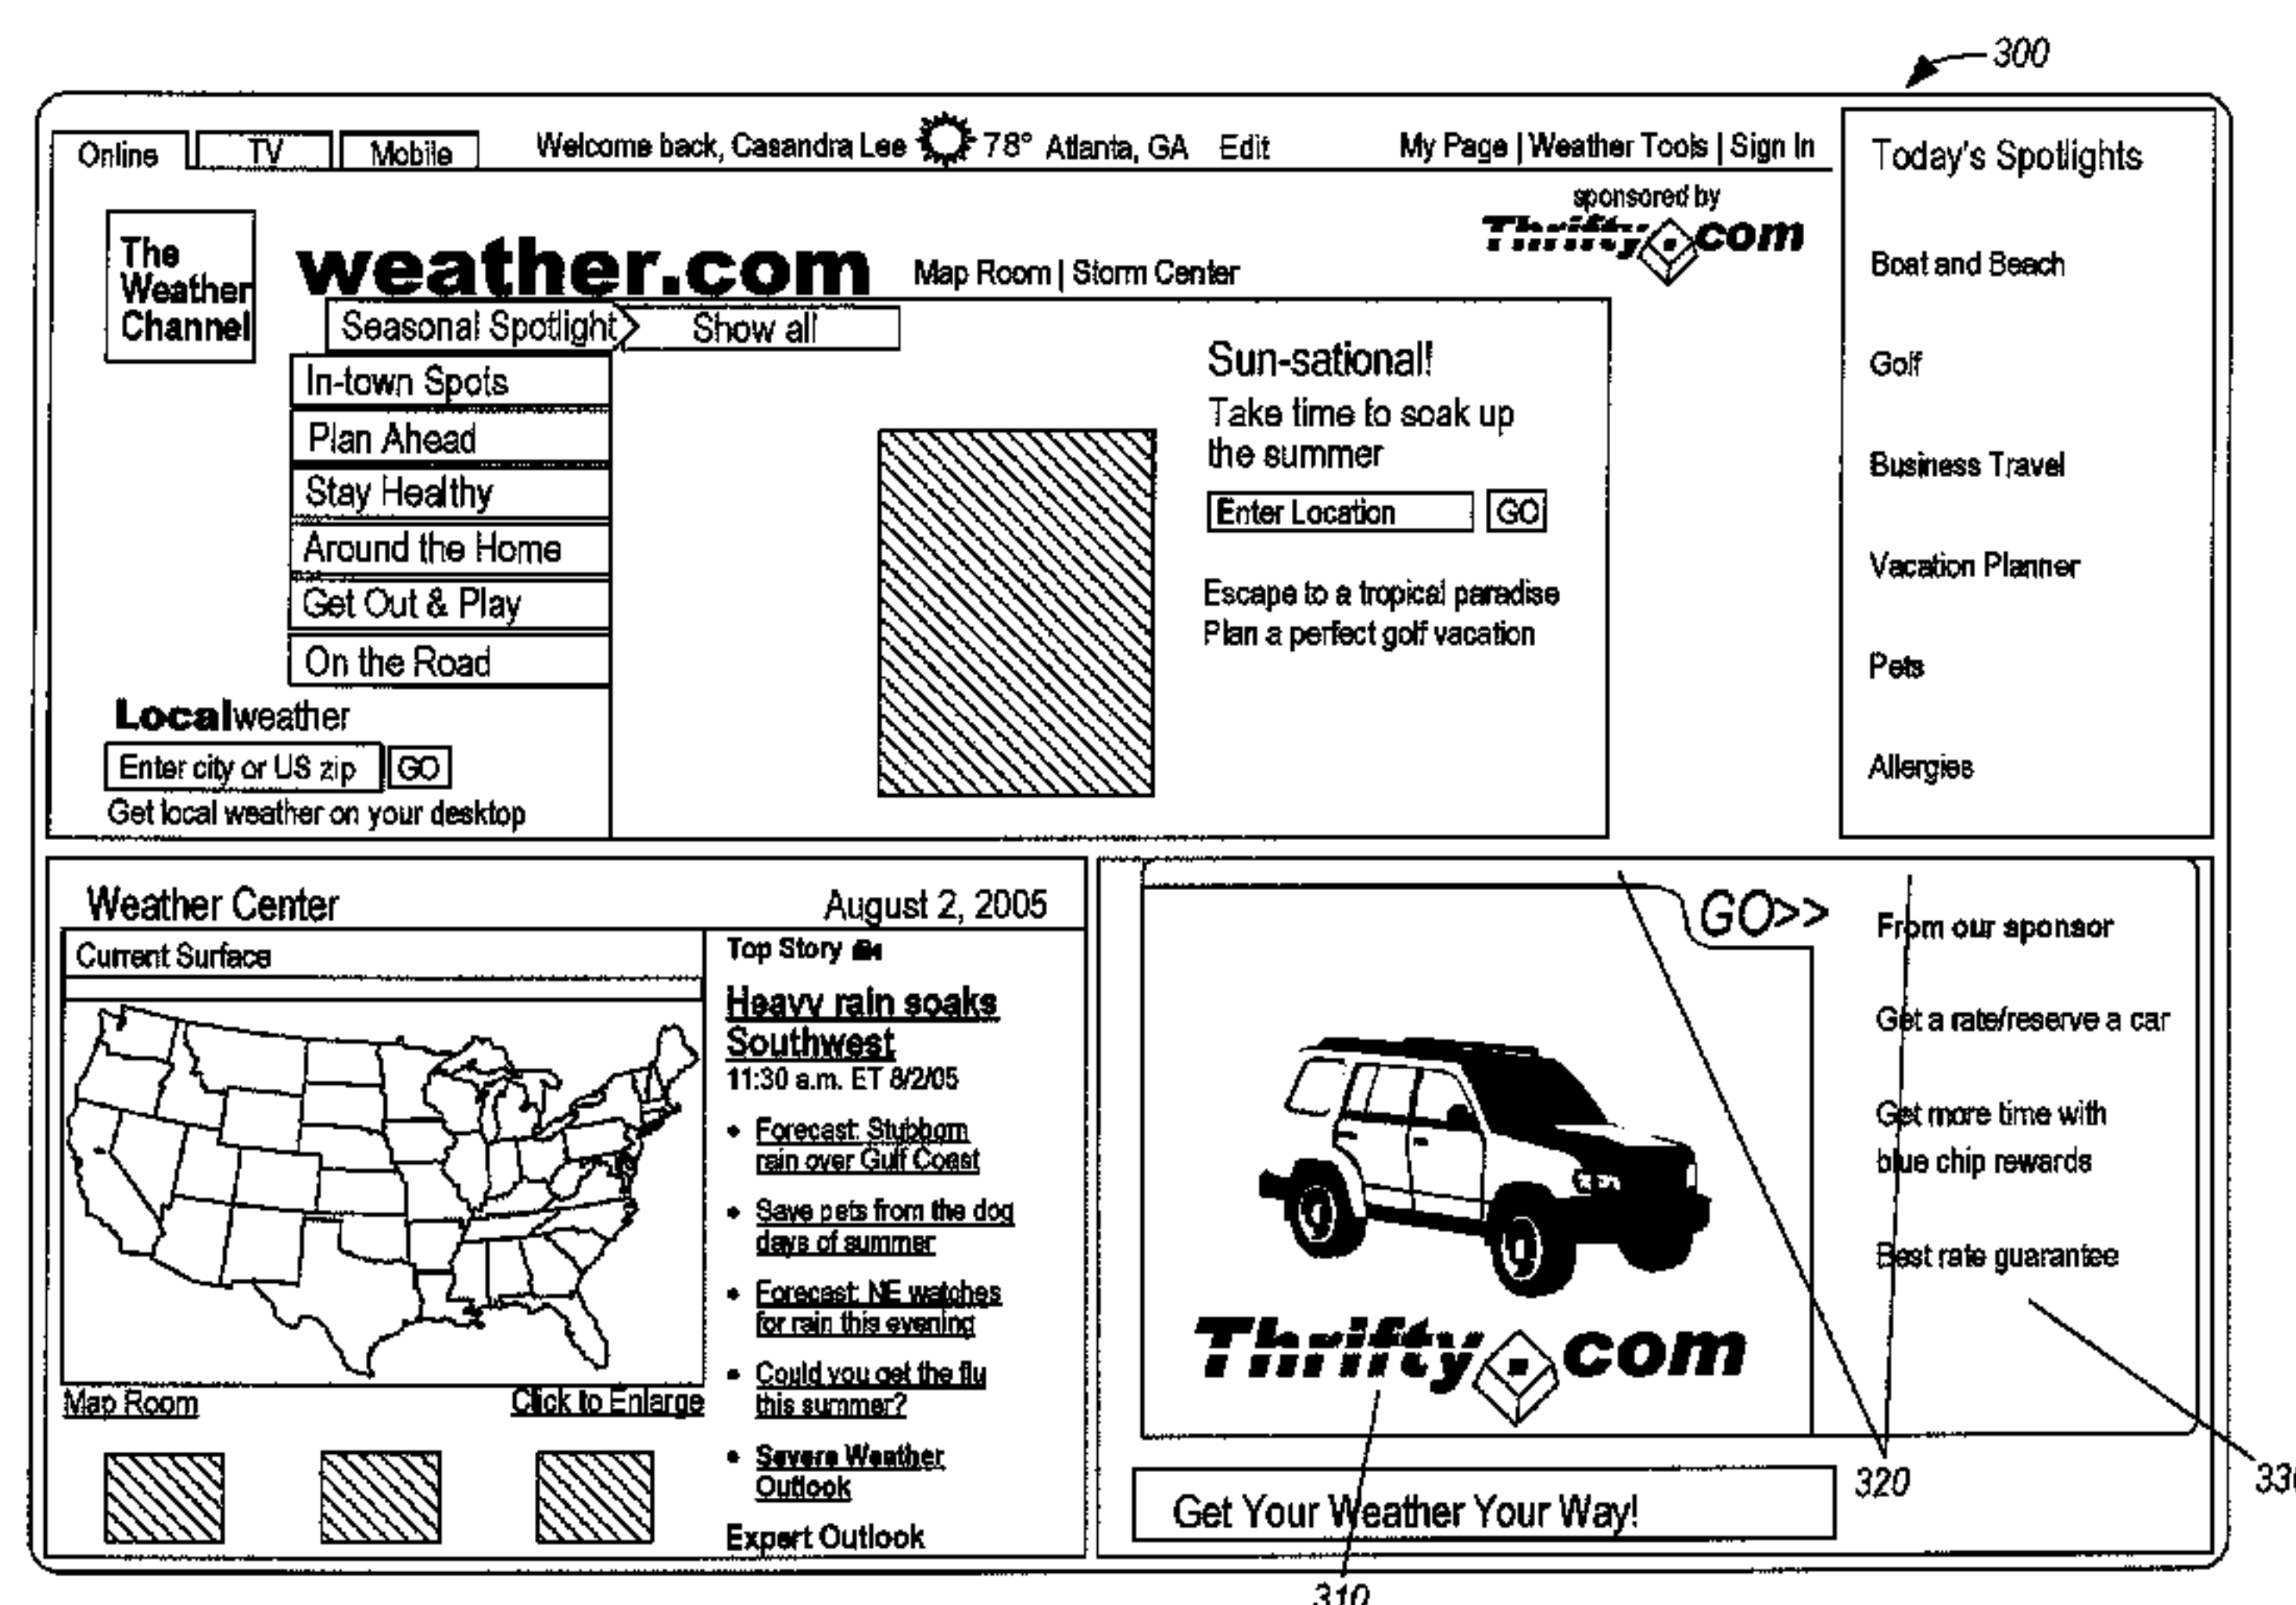 300
Online TV Mobile Welcome back, Casandra Lee 78° Atlanta, GA Edit My Page | Weather Tools | Sign In
sponsored by
Thrifty.com
The
Weather
Channel
weather.com Map Room | Storm Center
Seasonal Spotlight Show all
In-town Spots
Plan Ahead
Stay Healthy
Around the Home
Get Out & Play
On the Road
Localweather
Enter city or US zip GO
Get local weather on your desktop
Sun-sational!
Take time to soak up
the summer
Enter Location GO
Escape to a tropical paradise
Plan a perfect golf vacation
Today's Spotlights
Boat and Beach
Golf
Business Travel
Vacation Planner
Pets
Allergies
Weather Center August 2, 2005
Current Surface
Map Room Click to Enlarge
Top Story
Heavy rain soaks
Southwest
11:30 a.m. ET 8/2/05
• Forecast: Stubborn
rain over Gulf Coast
• Save pets from the dog
days of summer
• Forecast: NE watches
for rain this evening
• Could you get the flu
this summer?
• Severe Weather
Outlook
Expert Outlook
GO>>
Thrifty.com
From our sponsor
Get a rate/reserve a car
Get more time with
blue chip rewards
Best rate guarantee
Get Your Weather Your Way!
320
330
310